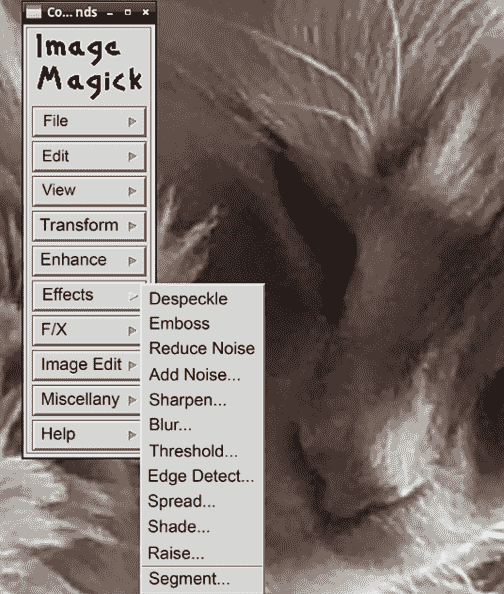 Co...nds
Image
Magick
File
Edit
View
Transform
Enhance
Effects
F/X
Image Edit
Miscellany
Help
Despeckle
Emboss
Reduce Noise
Add Noise...
Sharpen...
Blur...
Threshold...
Edge Detect...
Spread...
Shade...
Raise...
Segment...